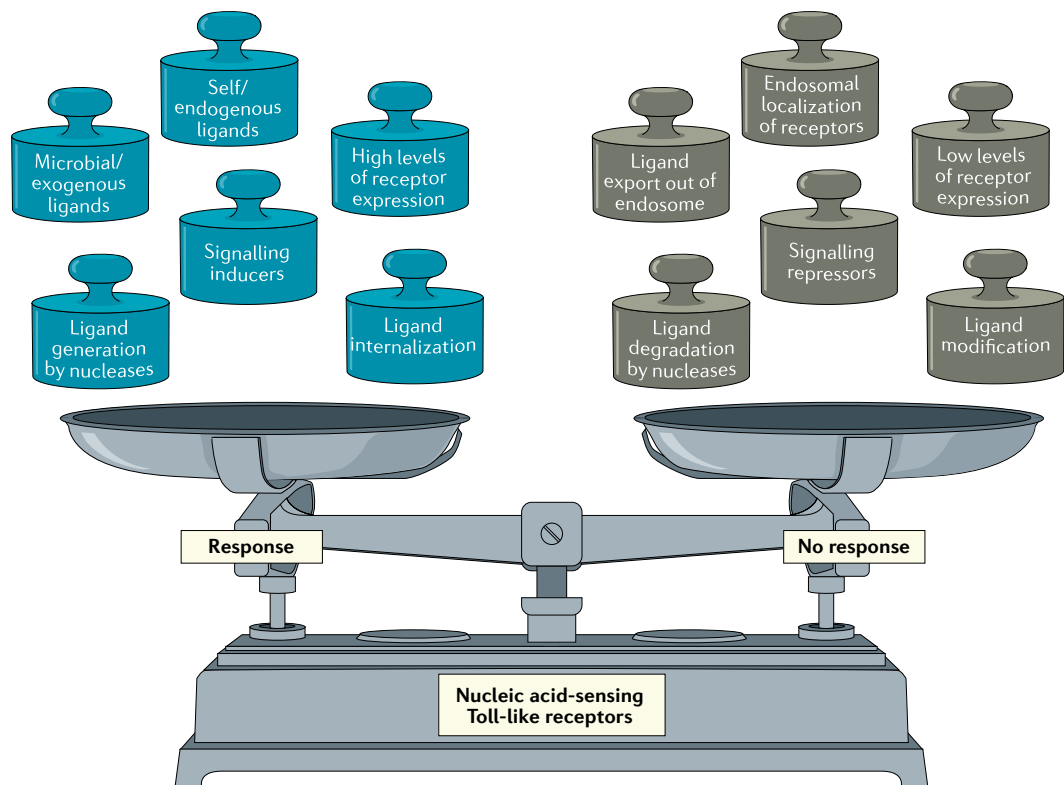 Self/
endogenous
ligands
Microbial/
exogenous
ligands
High levels
of receptor
expression
Signalling
inducers
Ligand
generation
by nucleases
Ligand
internalization
Endosomal
localization
of receptors
Ligand
export out of
endosome
Low levels
of receptor
expression
Signalling
repressors
Ligand
degradation
by nucleases
Ligand
modification
Response
No response
Nucleic acid-sensing
Toll-like receptors